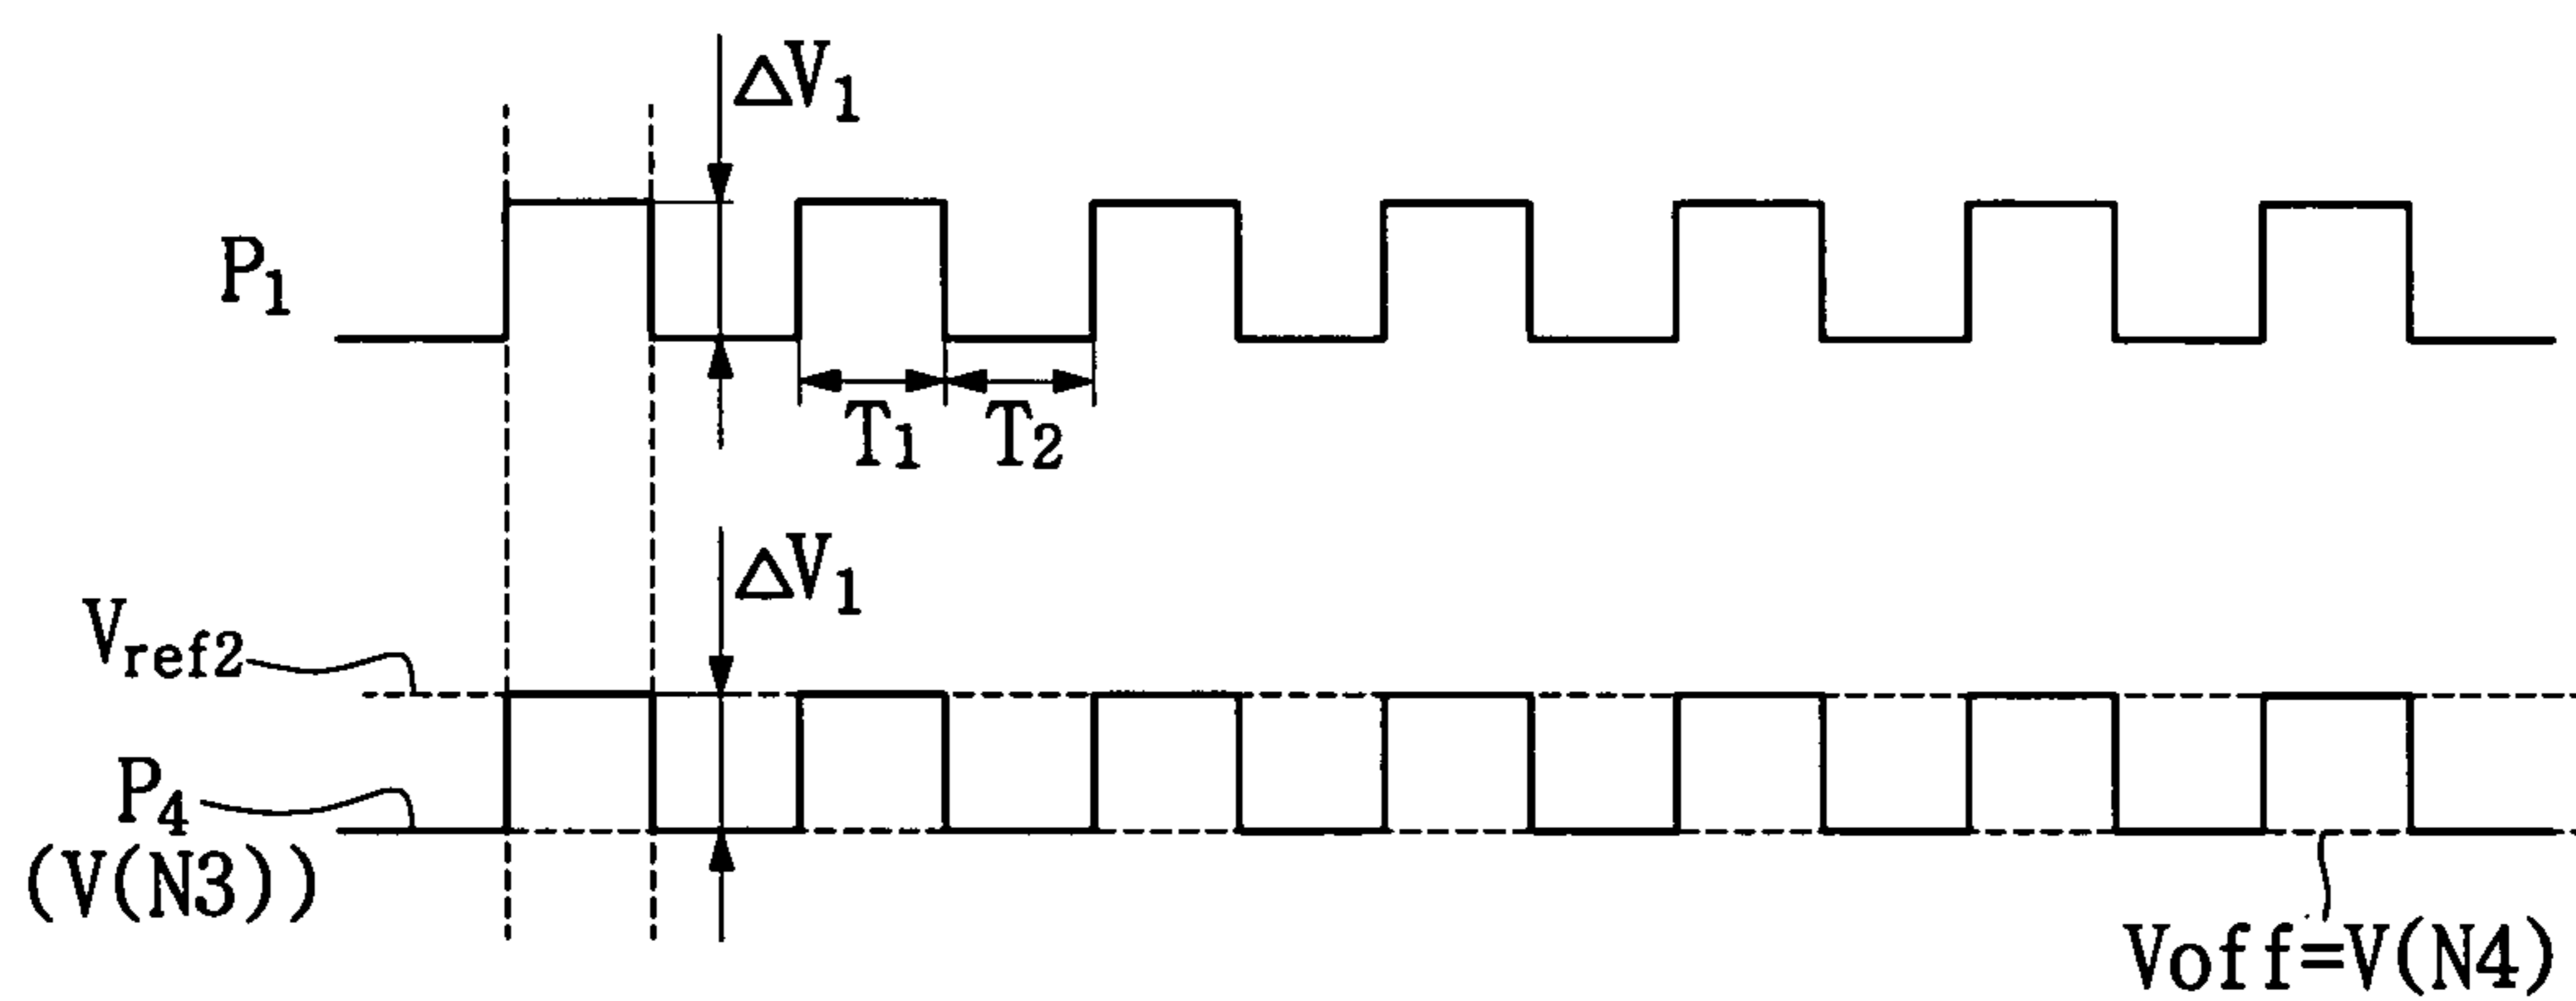 ΔV₁
P₁
T₁
T₂
ΔV₁
Vref2
P₄
(V(N3))
Voff=V(N4)